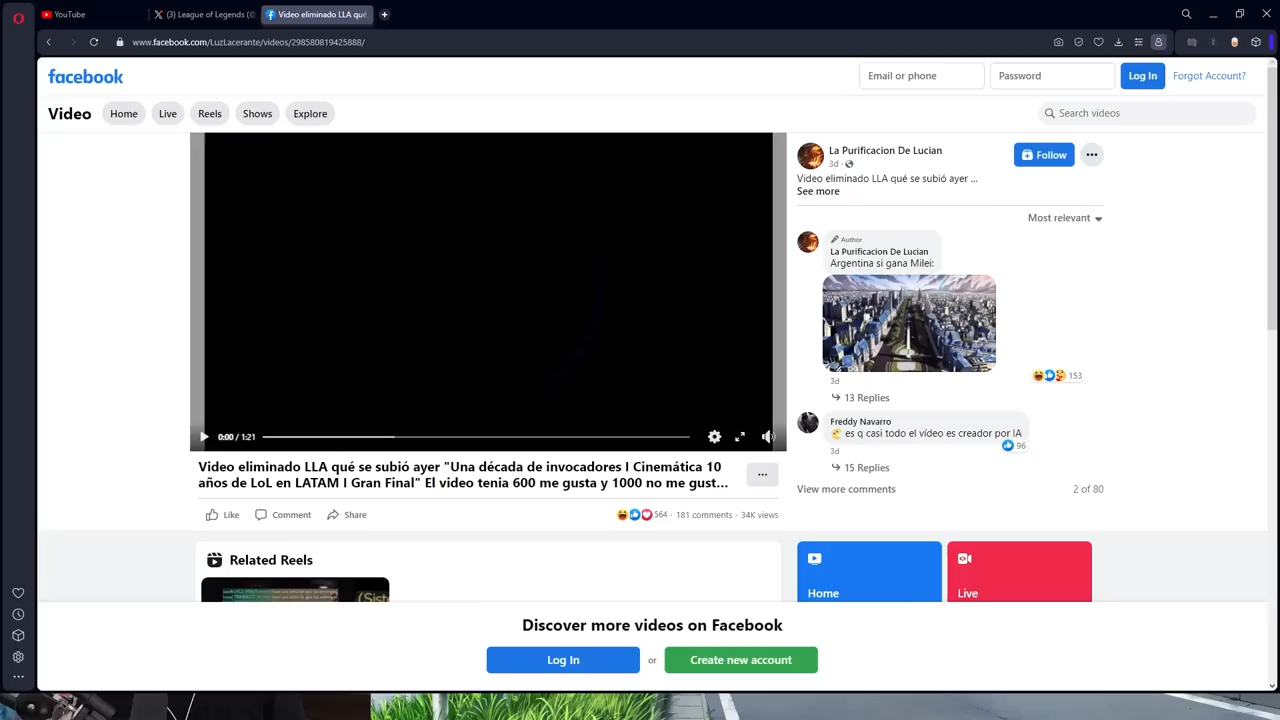 YouTube
(3) League of Legends (@
Video eliminado LLA qu
www.facebook.com/LuzLacerante/videos/298580819425888/
facebook
Email or phone
Password
Log In
Forgot Account?
Video
Home
Live
Reels
Shows
Explore
Search videos
La Purificacion De Lucian
3d
Follow
Video eliminado LLA qué se subió ayer ...
See more
Most relevant
Author
La Purificacion De Lucian
Argentina si gana Milei:
153
3d
13 Replies
Freddy Navarro
es q casi todo el vídeo es creador por IA
96
3d
15 Replies
View more comments
2 of 80
0:00 / 1:21
Video eliminado LLA qué se subió ayer "Una década de invocadores I Cinemática 10
años de LoL en LATAM I Gran Final" El video tenia 600 me gusta y 1000 no me gust...
Like
Comment
Share
564 · 181 comments · 34K views
Related Reels
(Sist
Home
Live
Discover more videos on Facebook
Log In
or
Create new account